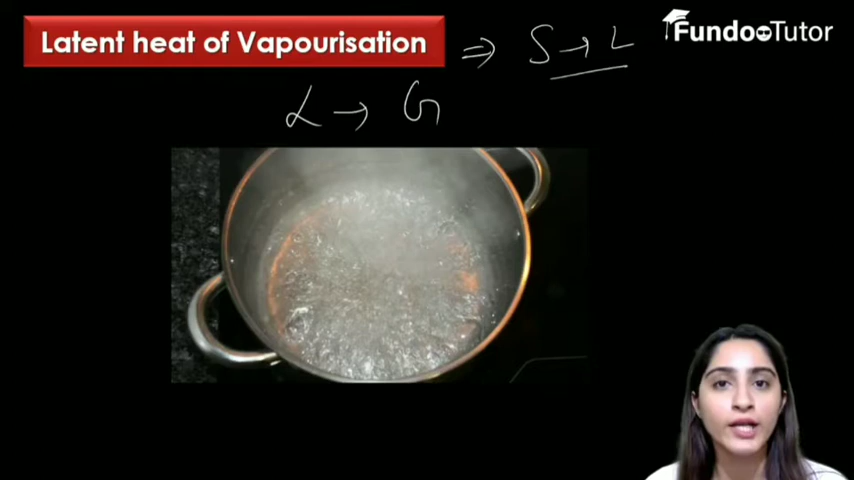 Latent heat of Vapourisation ⇒ S → L
FundooTutor
L → G